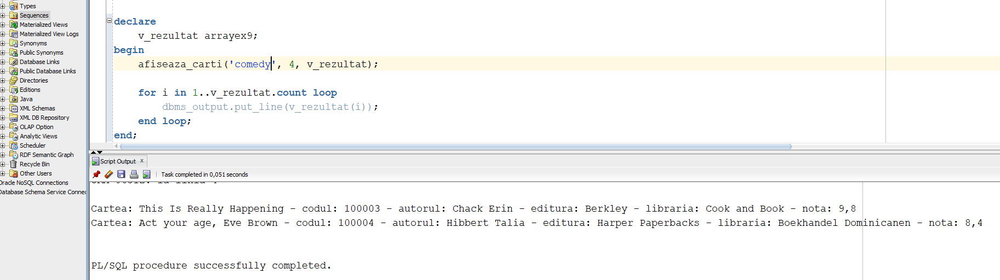 Types
Sequences
Materialized Views
Materialized View Logs
Synonyms
Public Synonyms
Database Links
Public Database Links
Directories
Editions
Java
XML Schemas
XML DB Repository
OLAP Option
Analytic Views
Scheduler
RDF Semantic Graph
Recycle Bin
Other Users
Oracle NoSQL Connections
Database Schema Service Connec
declare
v_rezultat arrayex9;
begin
afiseaza_carti('comedy', 4, v_rezultat);
for i in 1..v_rezultat.count loop
dbms_output.put_line(v_rezultat(i));
end loop;
end;
Script Output x
Task completed in 0,051 seconds
Cartea: This Is Really Happening - codul: 100003 - autorul: Chack Erin - editura: Berkley - libraria: Cook and Book - nota: 9,8
Cartea: Act your age, Eve Brown - codul: 100004 - autorul: Hibbert Talia - editura: Harper Paperbacks - libraria: Boekhandel Dominicanen - nota: 8,4
PL/SQL procedure successfully completed.